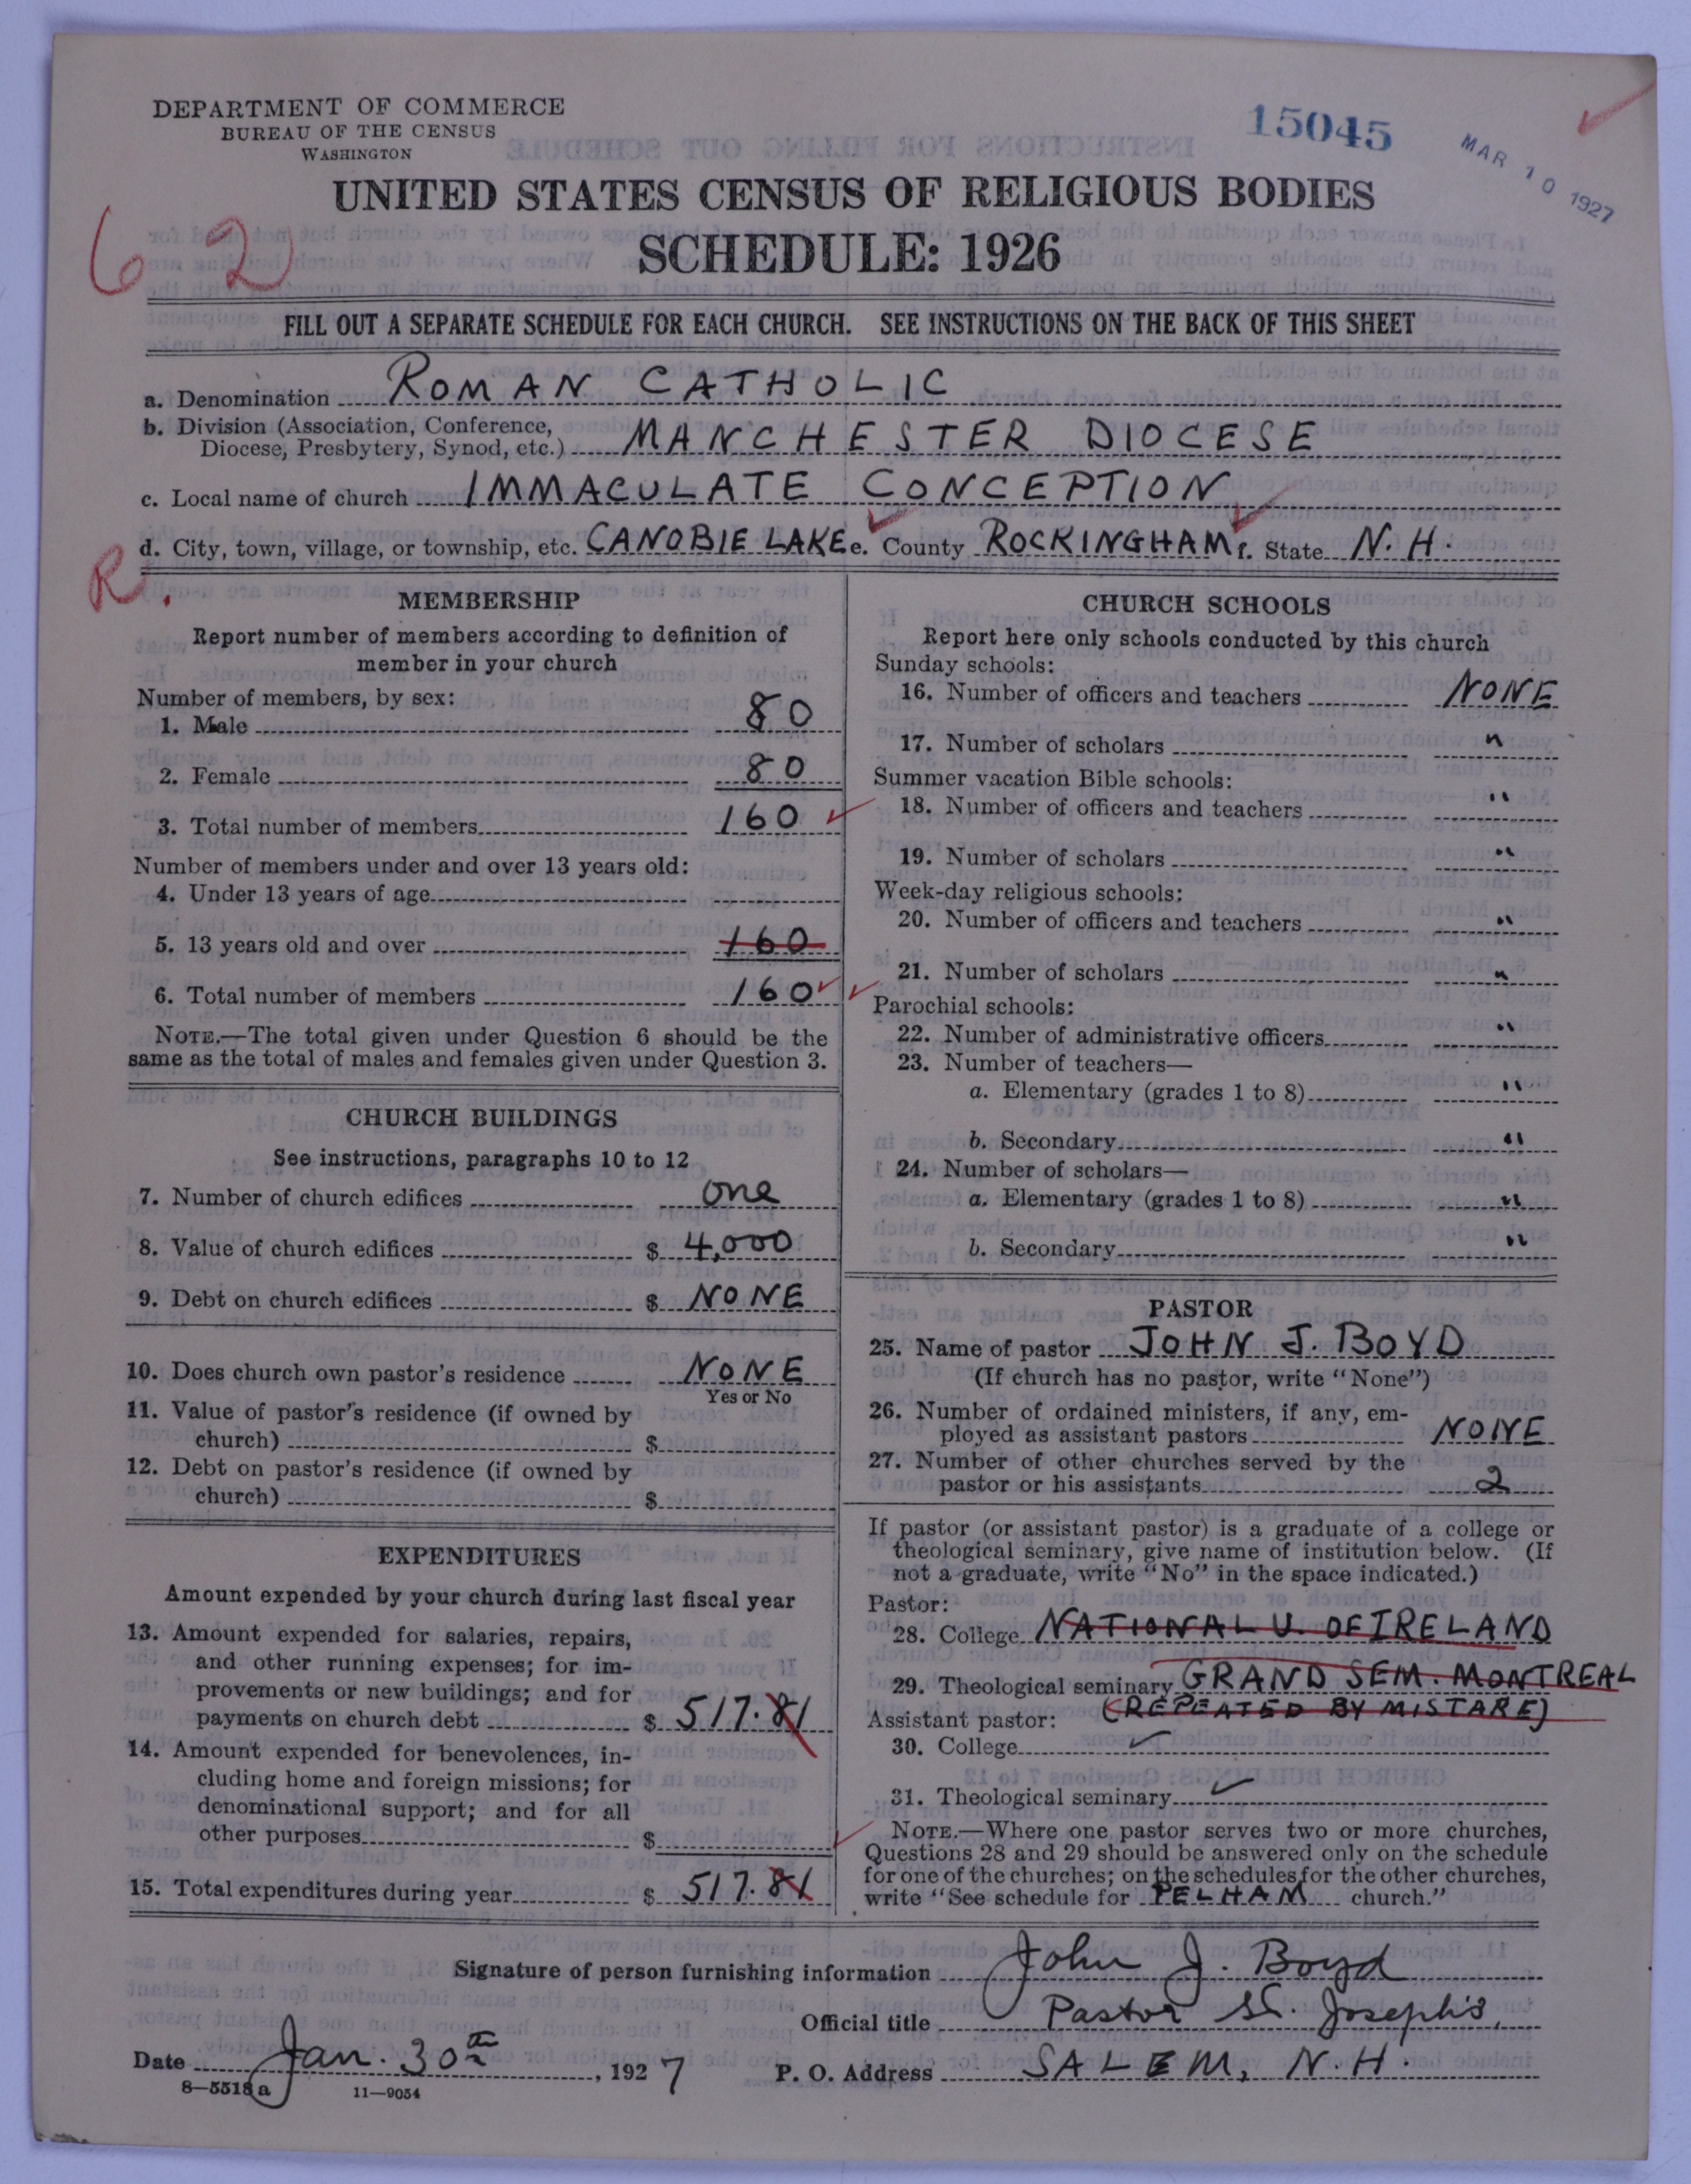 DEPARTMENT OF COMMERCE
BUREAU OF THE CENSUS
WASHINGTON
15045
MAR 10 1927
UNITED STATES CENSUS OF RELIGIOUS BODIES
62
SCHEDULE: 1926
FILL OUT A SEPARATE SCHEDULE FOR EACH CHURCH. SEE INSTRUCTIONS ON THE BACK OF THIS SHEET
a. Denomination ROMAN CATHOLIC
b. Division (Association, Conference,
Diocese, Presbytery, Synod, etc.) MANCHESTER DIOCESE
c. Local name of church IMMACULATE CONCEPTION
d. City, town, village, or township, etc. CANOBIE LAKE e. County ROCKINGHAM f. State N. H.
R.
MEMBERSHIP
Report number of members according to definition of
member in your church
Number of members, by sex:
1. Male 80
2. Female 80
3. Total number of members 160
Number of members under and over 13 years old:
4. Under 13 years of age
5. 13 years old and over 160
6. Total number of members 160
NOTE.—The total given under Question 6 should be the
same as the total of males and females given under Question 3.
CHURCH BUILDINGS
See instructions, paragraphs 10 to 12
7. Number of church edifices one
8. Value of church edifices $ 4,000
9. Debt on church edifices $ NONE
10. Does church own pastor's residence NONE
Yes or No
11. Value of pastor's residence (if owned by
church) $
12. Debt on pastor's residence (if owned by
church) $
EXPENDITURES
Amount expended by your church during last fiscal year
13. Amount expended for salaries, repairs,
and other running expenses; for im-
provements or new buildings; and for
payments on church debt $ 517.81
14. Amount expended for benevolences, in-
cluding home and foreign missions; for
denominational support; and for all
other purposes $
15. Total expenditures during year $ 517.81
CHURCH SCHOOLS
Report here only schools conducted by this church
Sunday schools:
16. Number of officers and teachers NONE
17. Number of scholars "
Summer vacation Bible schools:
18. Number of officers and teachers "
19. Number of scholars "
Week-day religious schools:
20. Number of officers and teachers "
21. Number of scholars "
Parochial schools:
22. Number of administrative officers "
23. Number of teachers—
a. Elementary (grades 1 to 8) "
b. Secondary "
24. Number of scholars—
a. Elementary (grades 1 to 8) "
b. Secondary "
PASTOR
25. Name of pastor JOHN J. BOYD
(If church has no pastor, write "None")
26. Number of ordained ministers, if any, em-
ployed as assistant pastors NONE
27. Number of other churches served by the
pastor or his assistants 2
If pastor (or assistant pastor) is a graduate of a college or
theological seminary, give name of institution below. (If
not a graduate, write "No" in the space indicated.)
Pastor:
28. College NATIONAL U. OF IRELAND
29. Theological seminary GRAND SEM. MONTREAL
(REPEATED BY MISTAKE)
Assistant pastor:
30. College
31. Theological seminary
NOTE.—Where one pastor serves two or more churches,
Questions 28 and 29 should be answered only on the schedule
for one of the churches; on the schedules for the other churches,
write "See schedule for PELHAM church."
Signature of person furnishing information John J. Boyd
Official title Pastor St. Joseph's,
Date Jan. 30th, 1927 P. O. Address SALEM, N. H.
8—5518a 11—9054